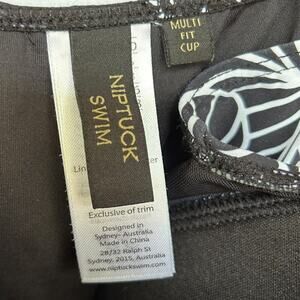 MULTI
FIT
CUP
NIPTUCK
SWIM
Lin
Exclusive of trim
Designed in
Sydney- Australia
Made in China
28/32 Ralph St
Sydney, 2015, Australia
www.niptuckswim.com